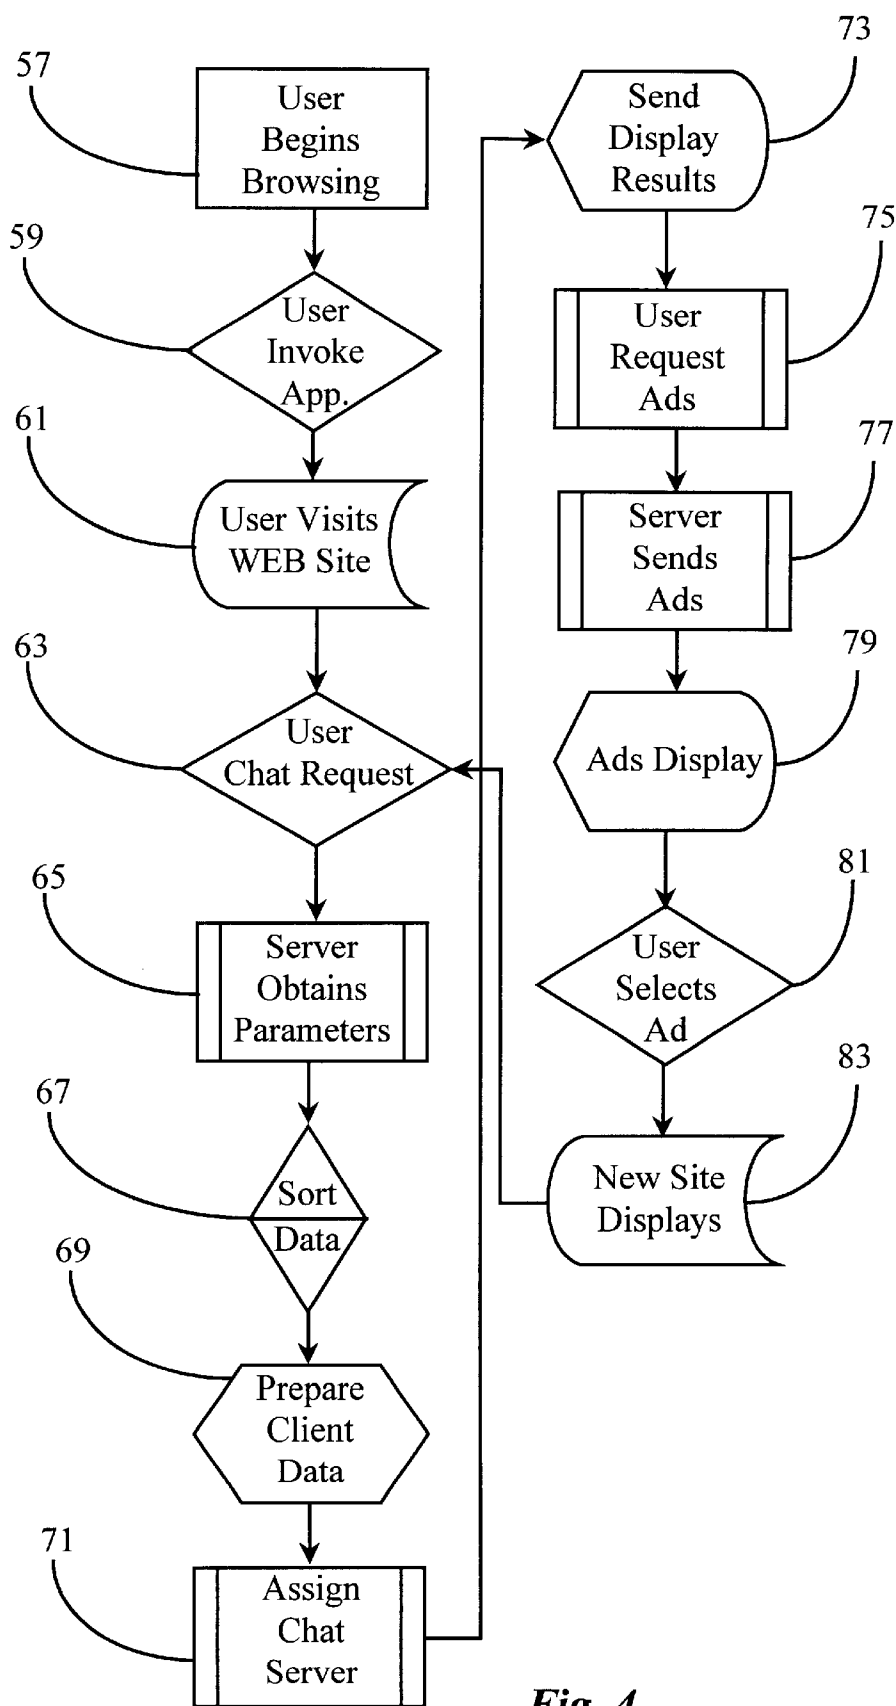 57
User
Begins
Browsing
59
User
Invoke
App.
61
User Visits
WEB Site
63
User
Chat Request
65
Server
Obtains
Parameters
67
Sort
Data
69
Prepare
Client
Data
71
Assign
Chat
Server
73
Send
Display
Results
75
User
Request
Ads
77
Server
Sends
Ads
79
Ads Display
81
User
Selects
Ad
83
New Site
Displays
Fig. 4